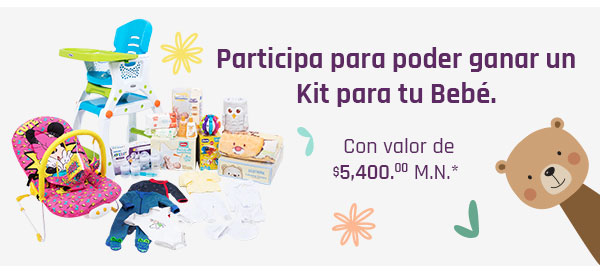 Participa para poder ganar un
Kit para tu Bebé.
Con valor de
$5,400.00 M.N.*